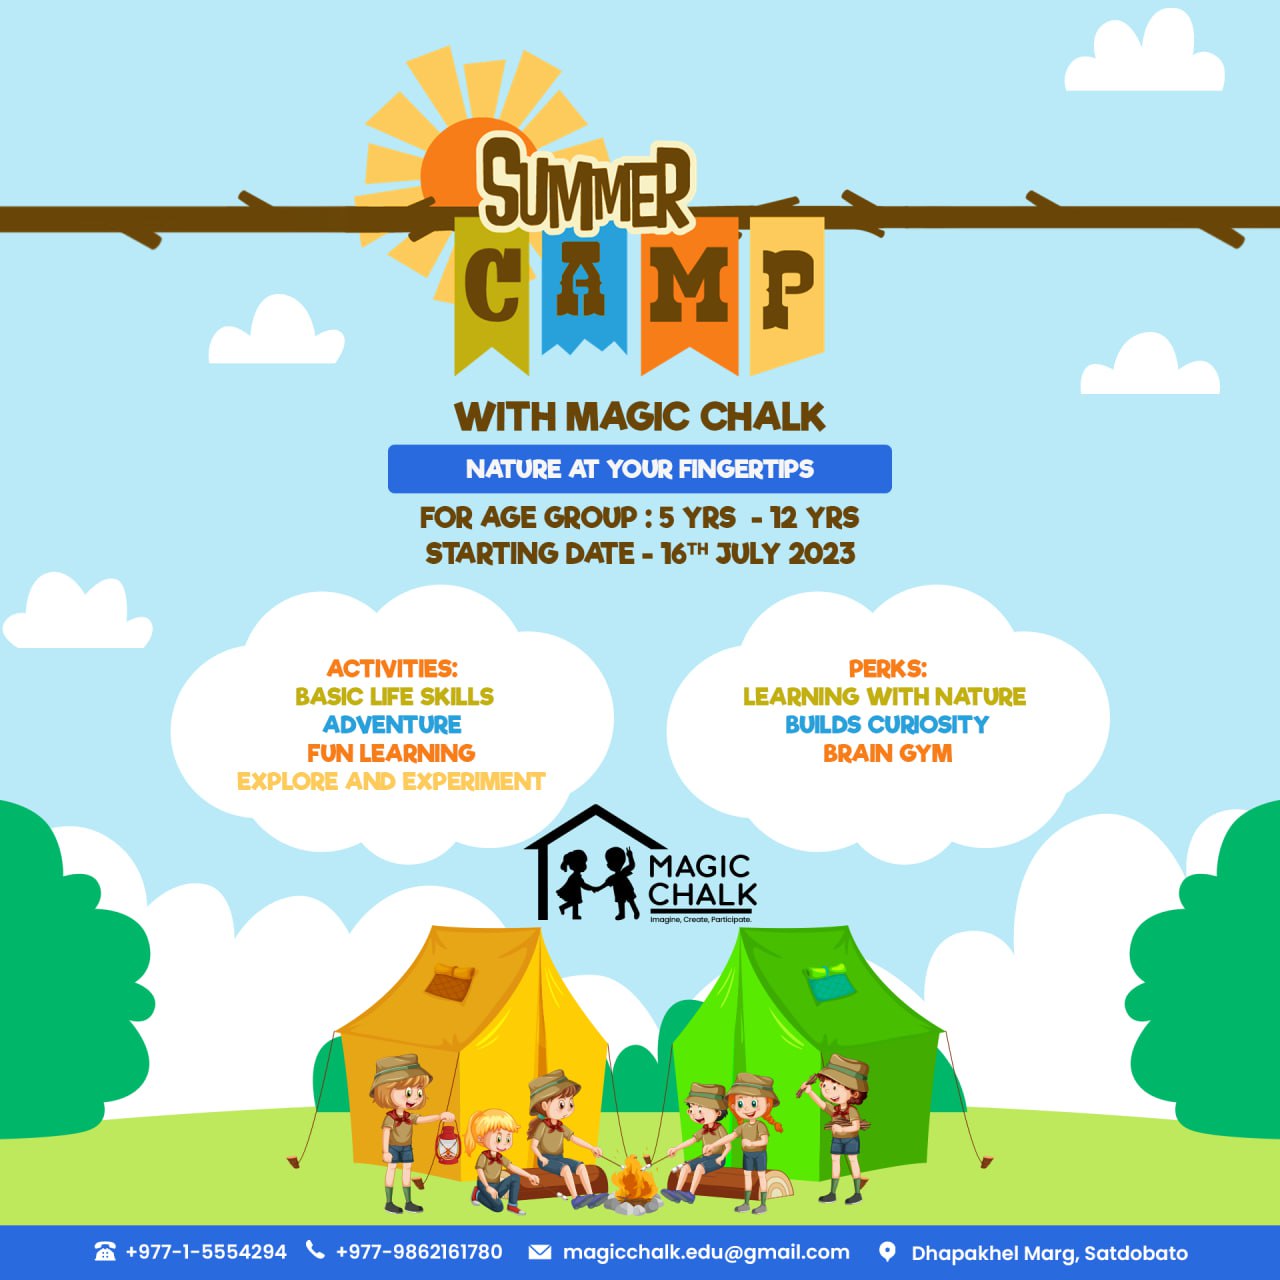 SUMMER
CAMP
WITH MAGIC CHALK
NATURE AT YOUR FINGERTIPS
FOR AGE GROUP : 5 YRS - 12 YRS
STARTING DATE - 16TH JULY 2023
ACTIVITIES:
BASIC LIFE SKILLS
ADVENTURE
FUN LEARNING
EXPLORE AND EXPERIMENT
PERKS:
LEARNING WITH NATURE
BUILDS CURIOSITY
BRAIN GYM
MAGIC
CHALK
Imagine, Create, Participate.
+977-1-5554294 +977-9862161780 magicchalk.edu@gmail.com Dhapakhel Marg, Satdobato